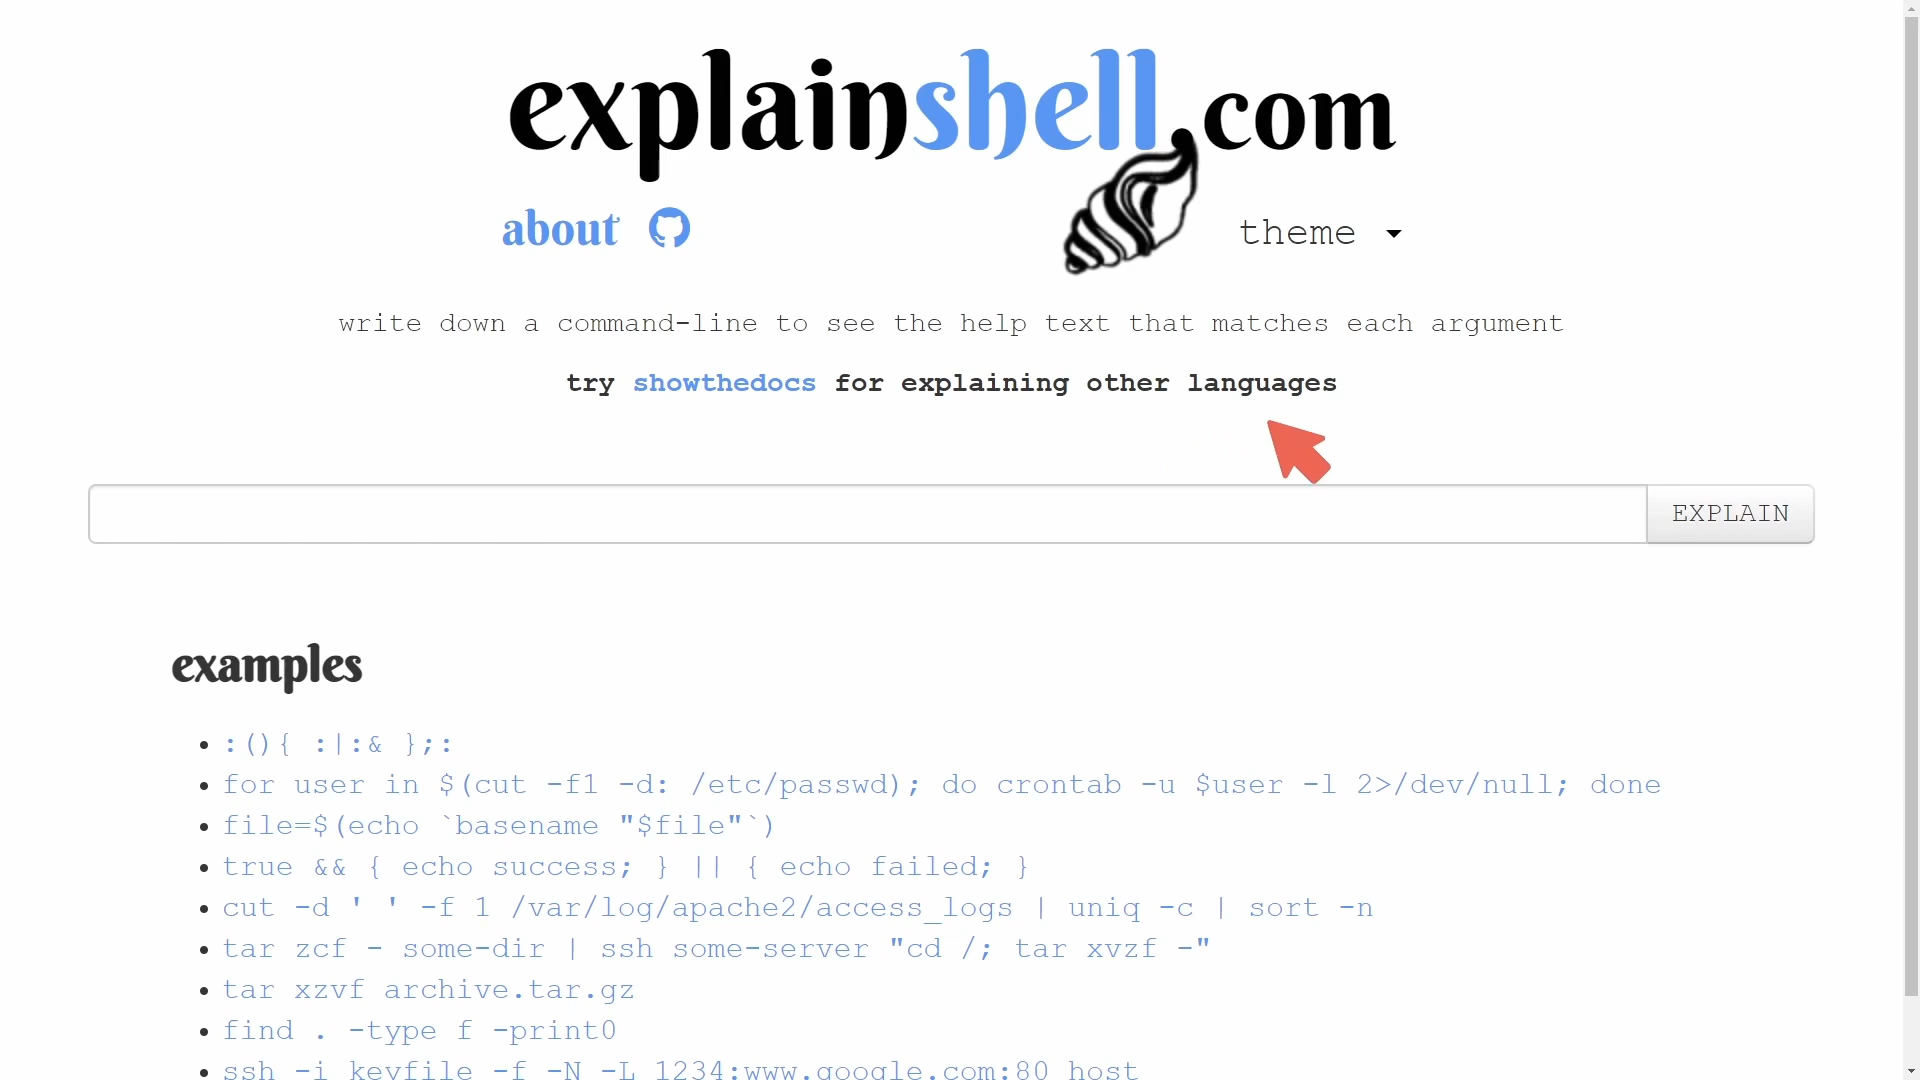 explainshell.com
about
theme
write down a command-line to see the help text that matches each argument
try showthedocs for explaining other languages
EXPLAIN
examples
:(){ :|:& };:
for user in $(cut -f1 -d: /etc/passwd); do crontab -u $user -l 2>/dev/null; done
file=$(echo `basename "$file"`)
true && { echo success; } || { echo failed; }
cut -d ' ' -f 1 /var/log/apache2/access_logs | uniq -c | sort -n
tar zcf - some-dir | ssh some-server "cd /; tar xvzf -"
tar xzvf archive.tar.gz
find . -type f -print0
ssh -i keyfile -f -N -L 1234:www.google.com:80 host